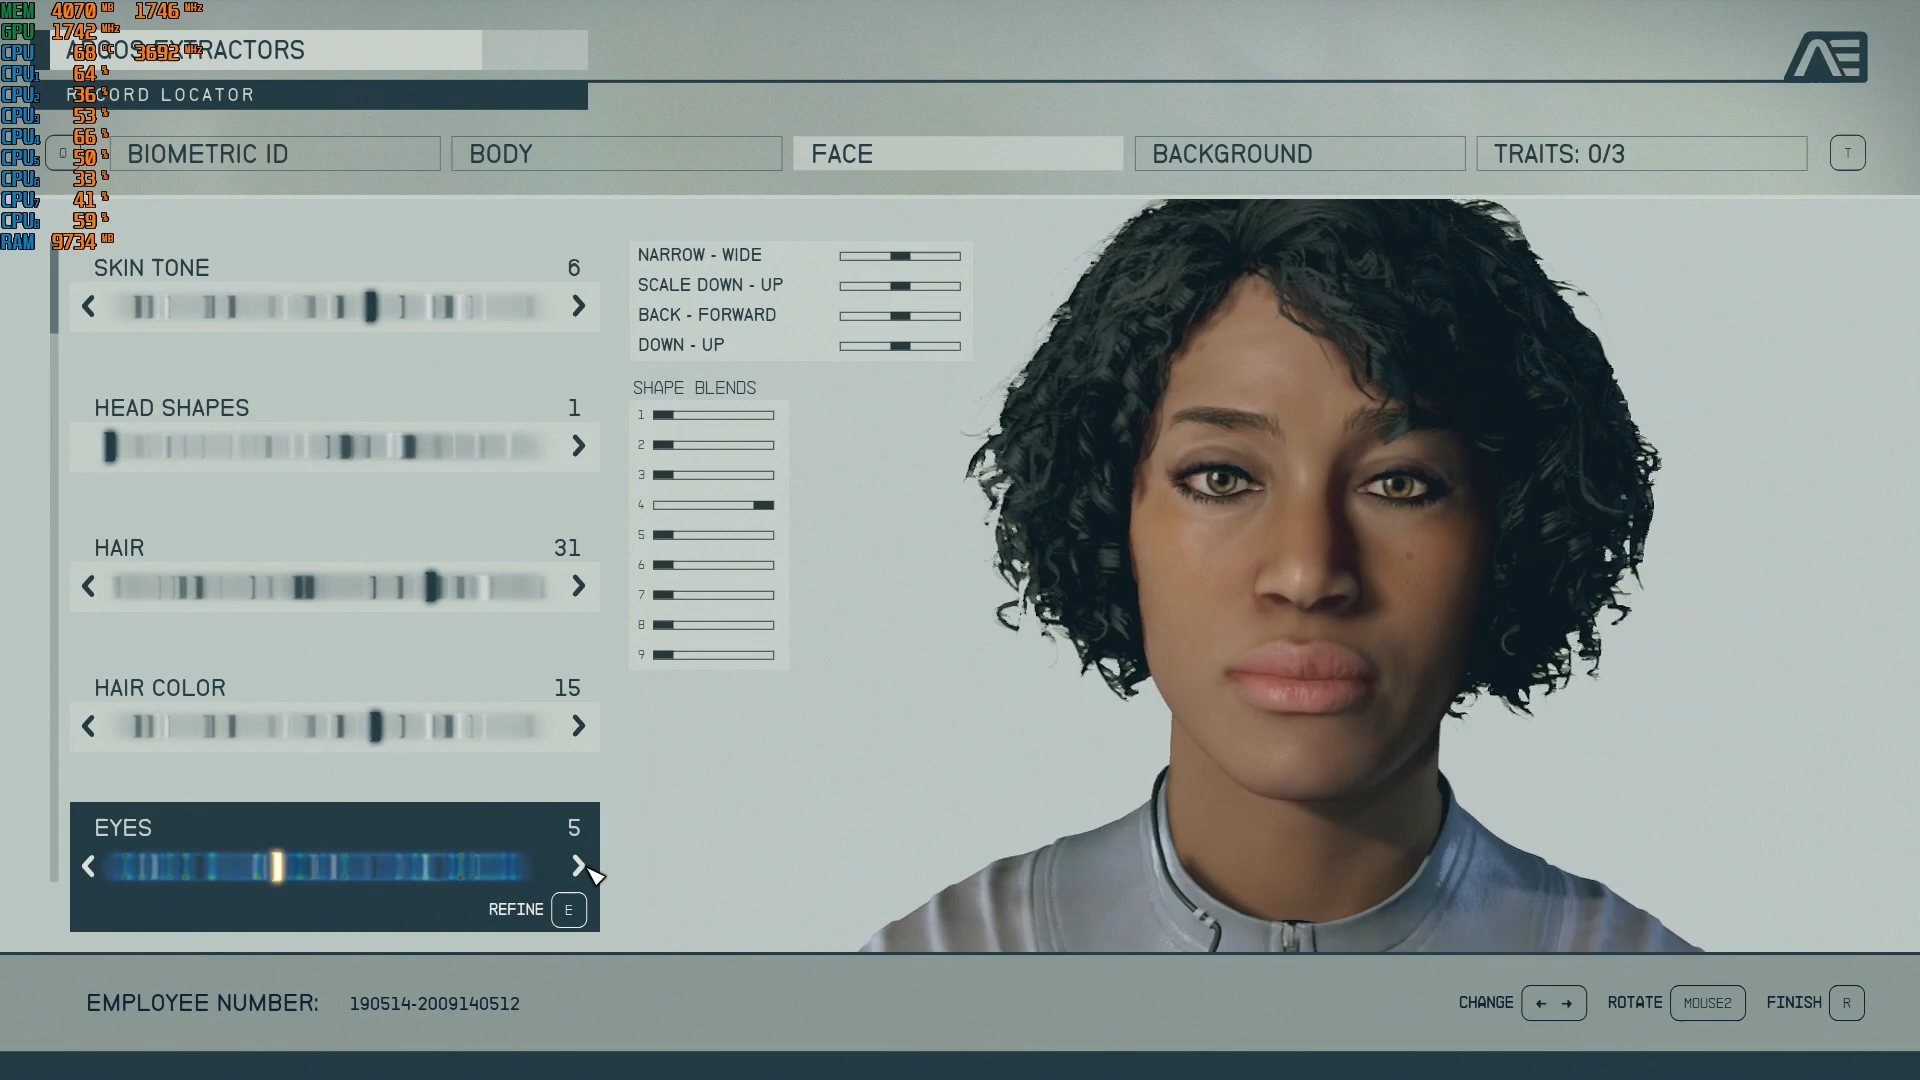 MEM 4070 MB 1746 MHz
GPU 1742 MHz
CPU 68 °C 3692 MHz
CPU1 64 %
CPU2 36 %
CPU3 53 %
CPU4 66 %
CPU5 50 %
CPU6 33 %
CPU7 41 %
CPU8 59 %
RAM 9734 MB
ARGOS EXTRACTORS
AE
RECORD LOCATOR
BIOMETRIC ID
BODY
FACE
BACKGROUND
TRAITS: 0/3
T
SKIN TONE 6
HEAD SHAPES 1
HAIR 31
HAIR COLOR 15
EYES 5
REFINE E
NARROW - WIDE
SCALE DOWN - UP
BACK - FORWARD
DOWN - UP
SHAPE BLENDS
1
2
3
4
5
6
7
8
9
EMPLOYEE NUMBER: 190514-2009140512
CHANGE ← → ROTATE MOUSE2 FINISH R